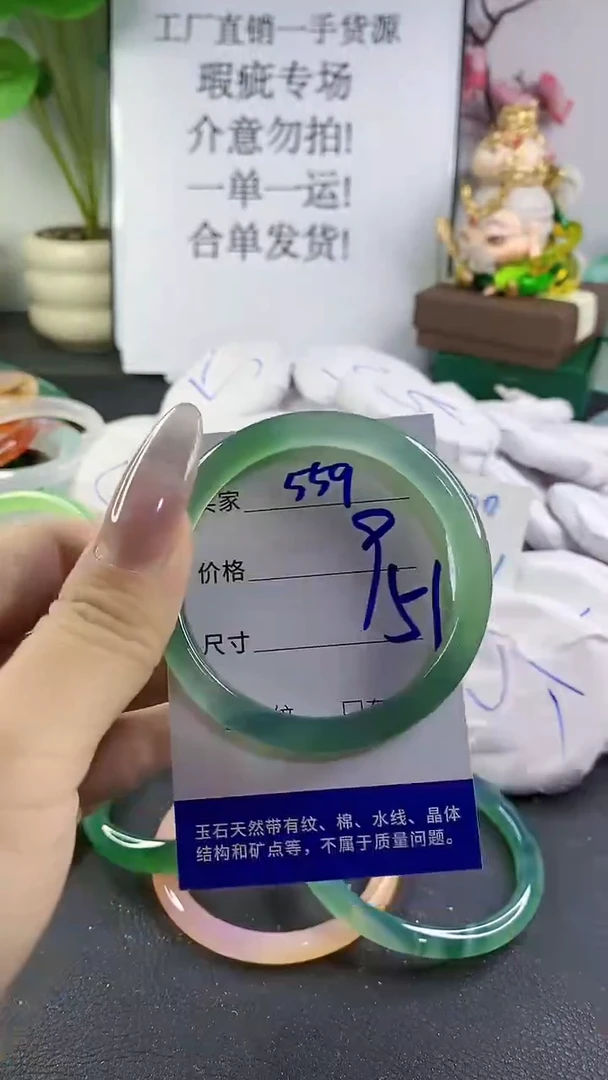 工厂直销一手货源
瑕疵专场
介意勿拍!
一单一运!
合单发货!
家 559
价格
尺寸 51
玉石天然带有纹、棉、水线、晶体
结构和矿点等，不属于质量问题。